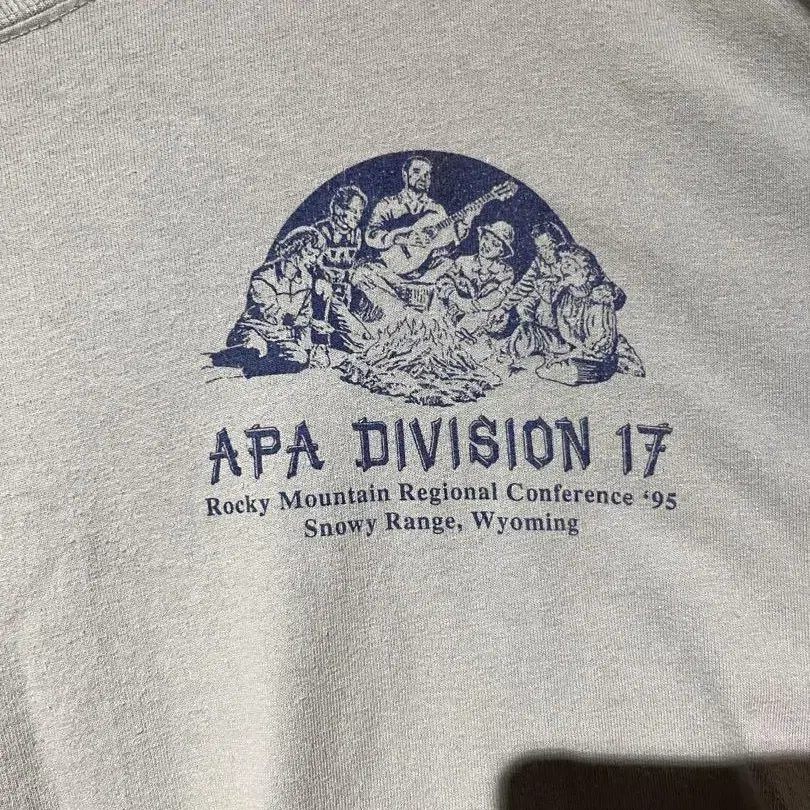 APA DIVISION 17
Rocky Mountain Regional Conference ‘95
Snowy Range, Wyoming